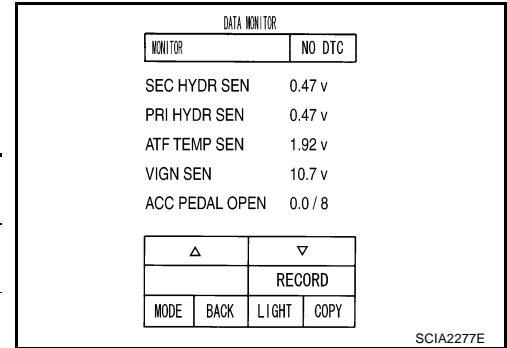 DATA MONITOR
MONITOR NO DTC
SEC HYDR SEN 0.47 v
PRI HYDR SEN 0.47 v
ATF TEMP SEN 1.92 v
VIGN SEN 10.7 v
ACC PEDAL OPEN 0.0 / 8
△ ▽
RECORD
MODE BACK LIGHT COPY
SCIA2277E